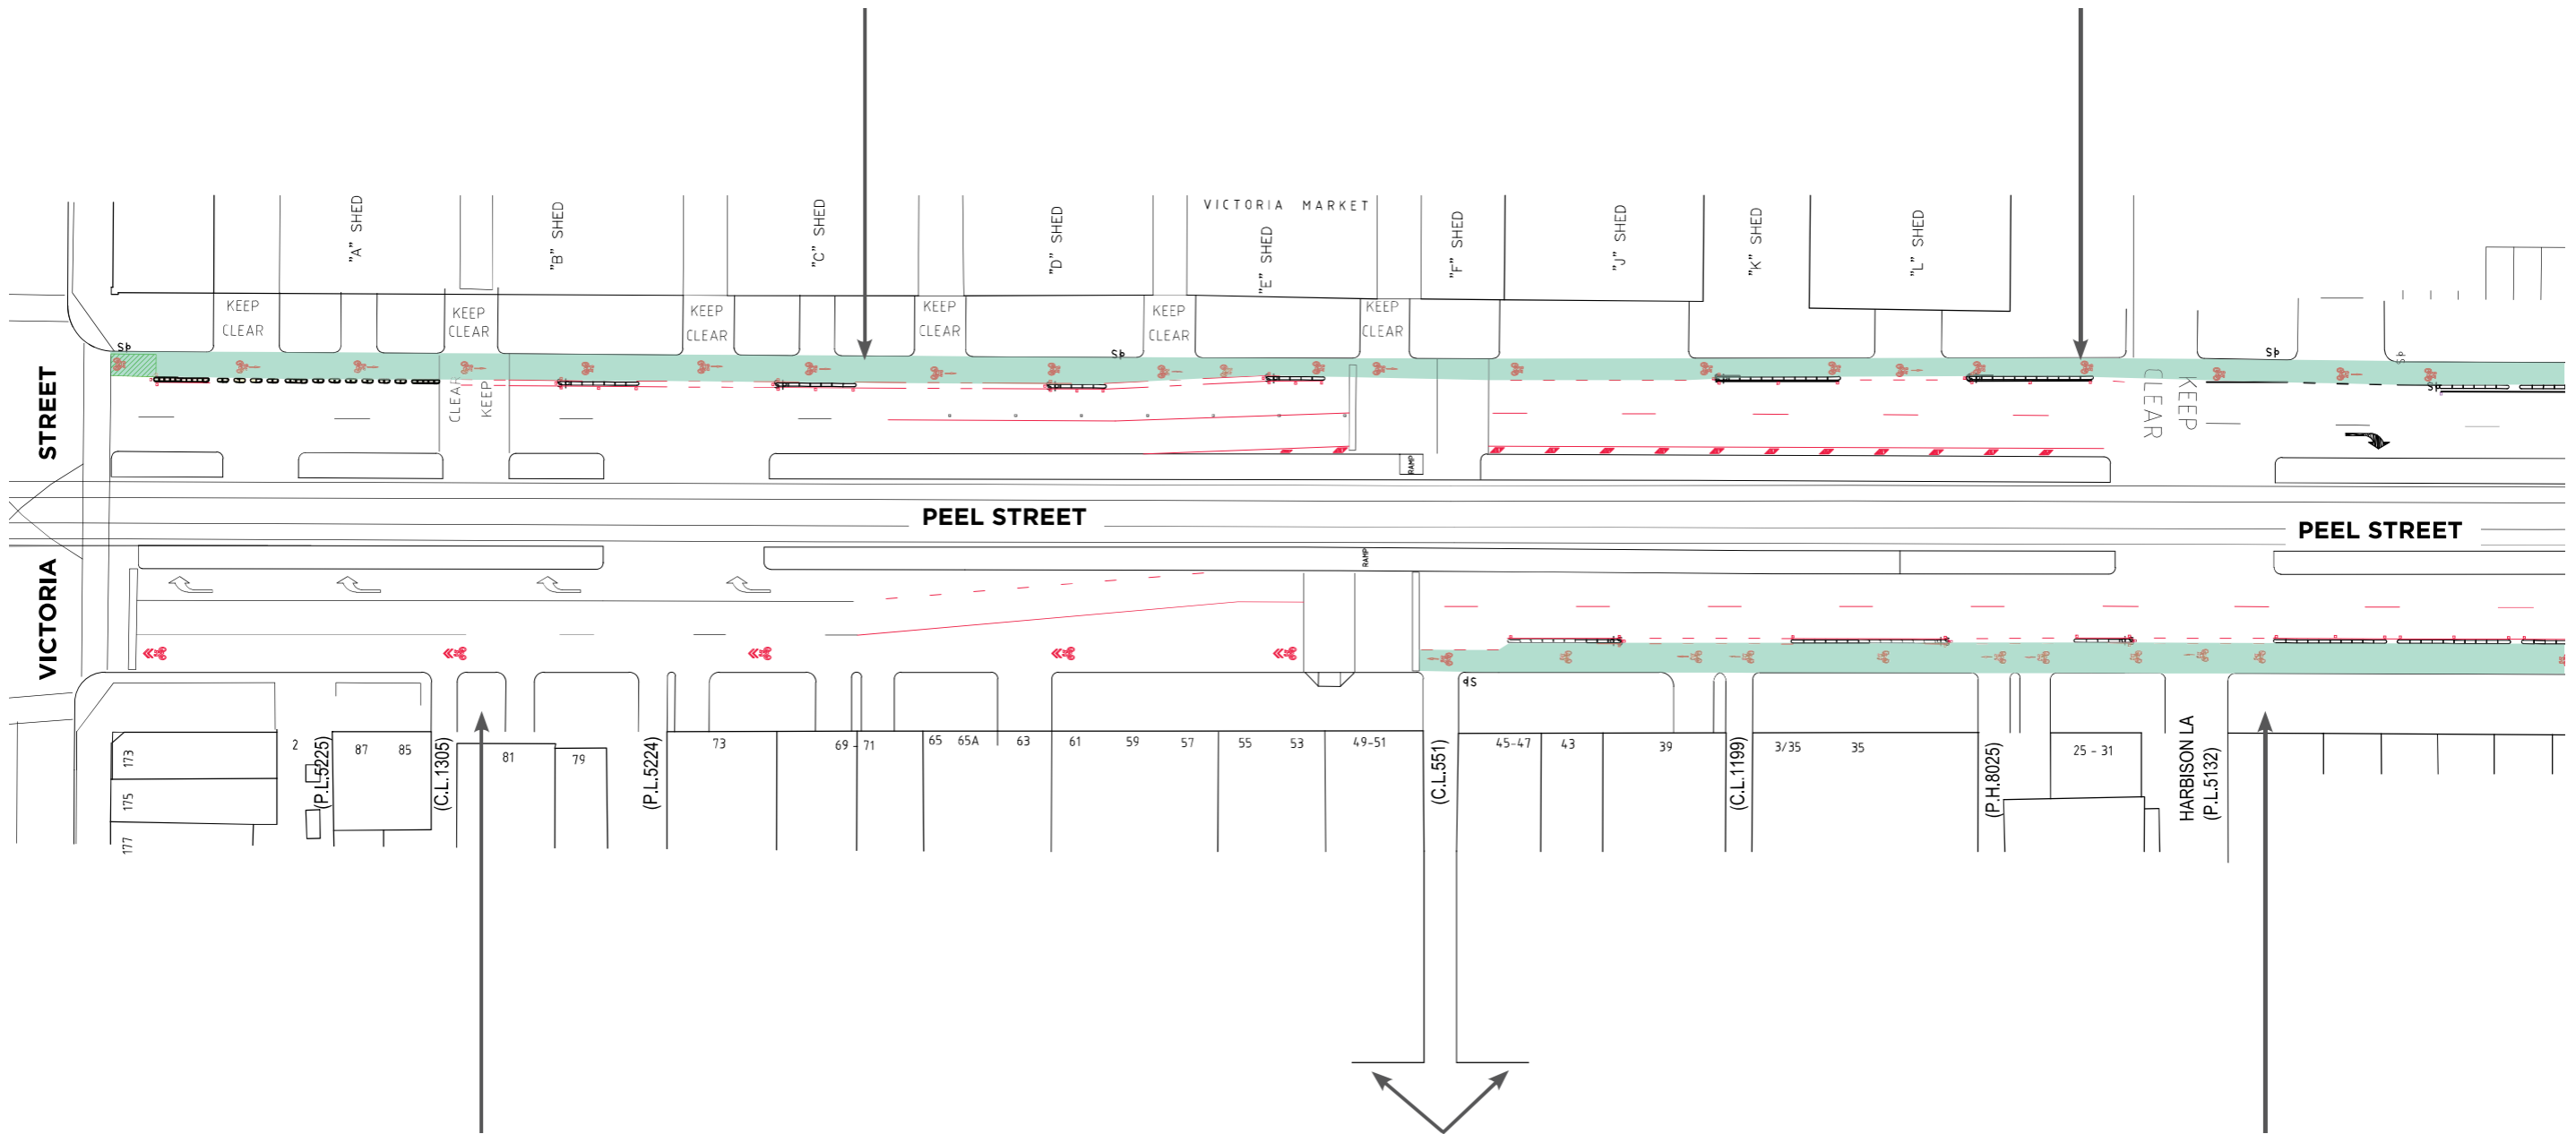 VICTORIA MARKET
"A" SHED
"B" SHED
"C" SHED
"D" SHED
"E" SHED
"F" SHED
"J" SHED
"K" SHED
"L" SHED
KEEP
CLEAR
KEEP
CLEAR
KEEP
CLEAR
KEEP
CLEAR
KEEP
CLEAR
KEEP
CLEAR
KEEP
CLEAR
KEEP
CLEAR
RAMP
VICTORIA STREET
PEEL STREET
PEEL STREET
RAMP
173
175
177
2
(P.L.5225)
87
85
(C.L.1305)
81
79
(P.L.5224)
73
69 - 71
65
65A
63
61
59
57
55
53
49-51
(C.L.551)
45-47
43
39
(C.L.1199)
3/35
35
(P.H.8025)
25 - 31
HARBISON LA
(P.L.5132)